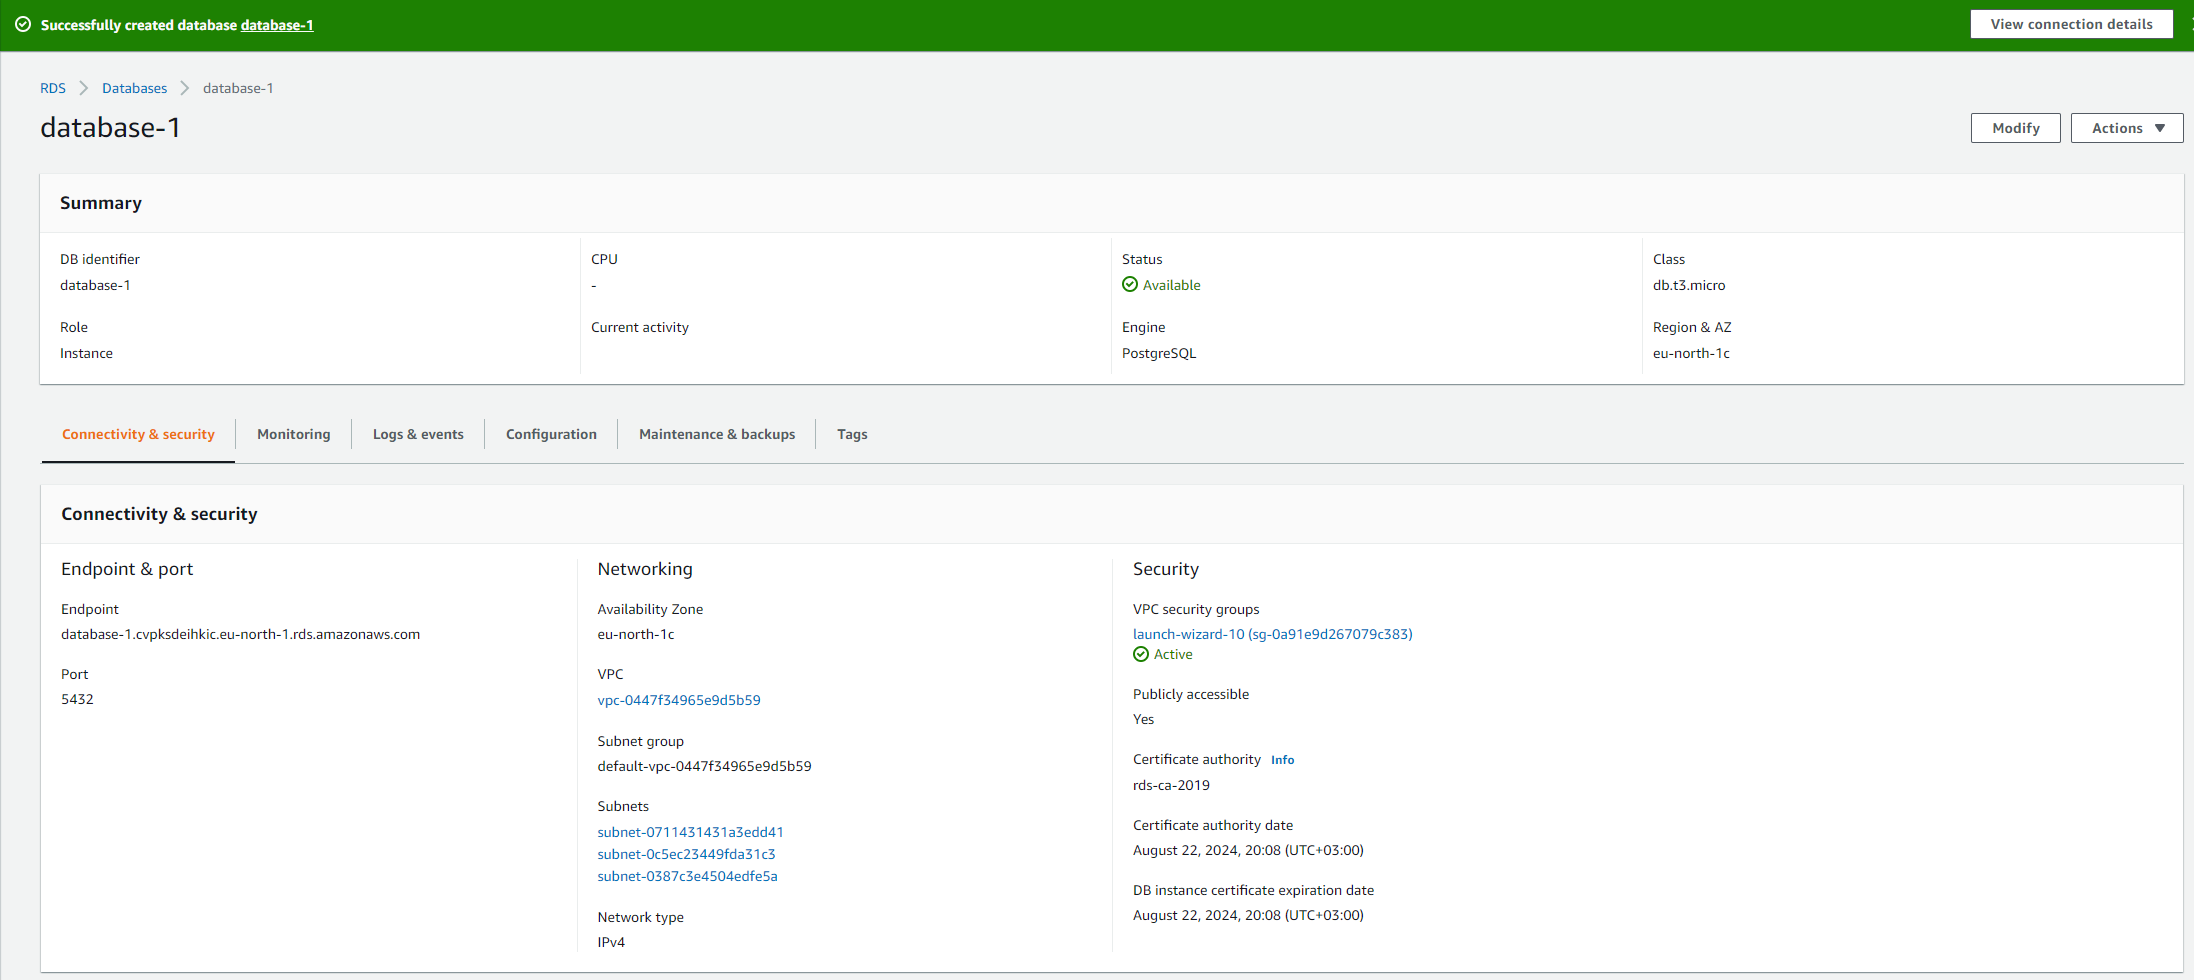 Successfully created database database-1
View connection details
RDS > Databases > database-1
database-1
Modify
Actions
Summary
DB identifier
database-1
Role
Instance
CPU
-
Current activity
Status
Available
Engine
PostgreSQL
Class
db.t3.micro
Region & AZ
eu-north-1c
Connectivity & security
Monitoring
Logs & events
Configuration
Maintenance & backups
Tags
Connectivity & security
Endpoint & port
Endpoint
database-1.cvpksdeihkic.eu-north-1.rds.amazonaws.com
Port
5432
Networking
Availability Zone
eu-north-1c
VPC
vpc-0447f34965e9d5b59
Subnet group
default-vpc-0447f34965e9d5b59
Subnets
subnet-0711431431a3edd41
subnet-0c5ec23449fda31c3
subnet-0387c3e4504edfe5a
Network type
IPv4
Security
VPC security groups
launch-wizard-10 (sg-0a91e9d267079c383)
Active
Publicly accessible
Yes
Certificate authority Info
rds-ca-2019
Certificate authority date
August 22, 2024, 20:08 (UTC+03:00)
DB instance certificate expiration date
August 22, 2024, 20:08 (UTC+03:00)